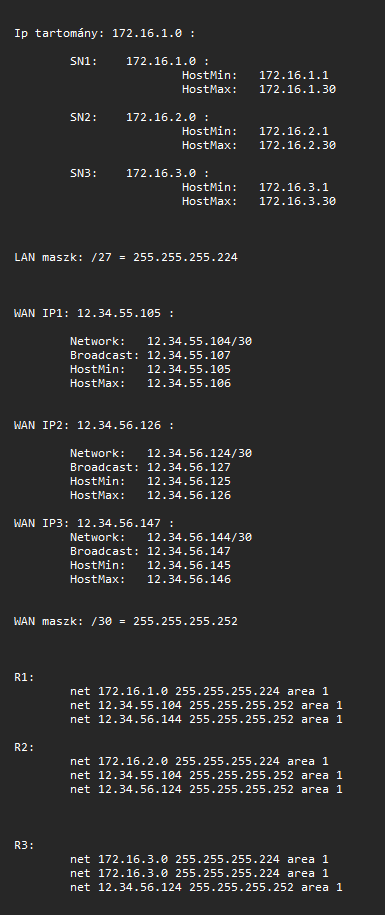 Ip tartomány: 172.16.1.0 :
SN1: 172.16.1.0 :
HostMin: 172.16.1.1
HostMax: 172.16.1.30
SN2: 172.16.2.0 :
HostMin: 172.16.2.1
HostMax: 172.16.2.30
SN3: 172.16.3.0 :
HostMin: 172.16.3.1
HostMax: 172.16.3.30
LAN maszk: /27 = 255.255.255.224
WAN IP1: 12.34.55.105 :
Network: 12.34.55.104/30
Broadcast: 12.34.55.107
HostMin: 12.34.55.105
HostMax: 12.34.55.106
WAN IP2: 12.34.56.126 :
Network: 12.34.56.124/30
Broadcast: 12.34.56.127
HostMin: 12.34.56.125
HostMax: 12.34.56.126
WAN IP3: 12.34.56.147 :
Network: 12.34.56.144/30
Broadcast: 12.34.56.147
HostMin: 12.34.56.145
HostMax: 12.34.56.146
WAN maszk: /30 = 255.255.255.252
R1:
net 172.16.1.0 255.255.255.224 area 1
net 12.34.55.104 255.255.255.252 area 1
net 12.34.56.144 255.255.255.252 area 1
R2:
net 172.16.2.0 255.255.255.224 area 1
net 12.34.55.104 255.255.255.252 area 1
net 12.34.56.124 255.255.255.252 area 1
R3:
net 172.16.3.0 255.255.255.224 area 1
net 172.16.3.0 255.255.255.224 area 1
net 12.34.56.124 255.255.255.252 area 1